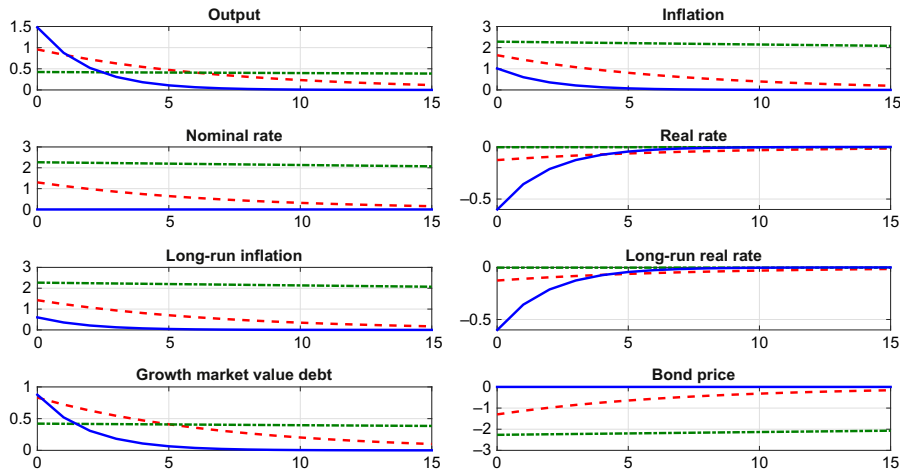 Output
1.5
1
0.5
0
0 5 10 15
Inflation
3
2
1
0
0 5 10 15
Nominal rate
3
2
1
0
0 5 10 15
Real rate
0
−0.5
0 5 10 15
Long-run inflation
3
2
1
0
0 5 10 15
Long-run real rate
0
−0.5
0 5 10 15
Growth market value debt
1
0.5
0
0 5 10 15
Bond price
0
−1
−2
−3
0 5 10 15